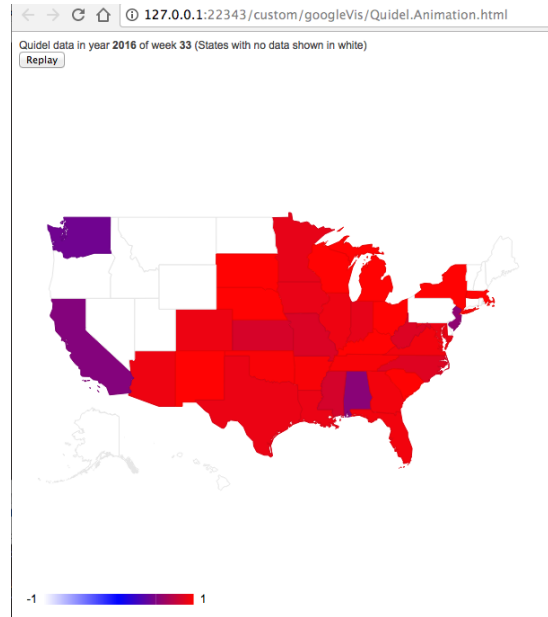 127.0.0.1:22343/custom/googleVis/Quidel.Animation.html
Quidel data in year 2016 of week 33 (States with no data shown in white)
Replay
-1 1